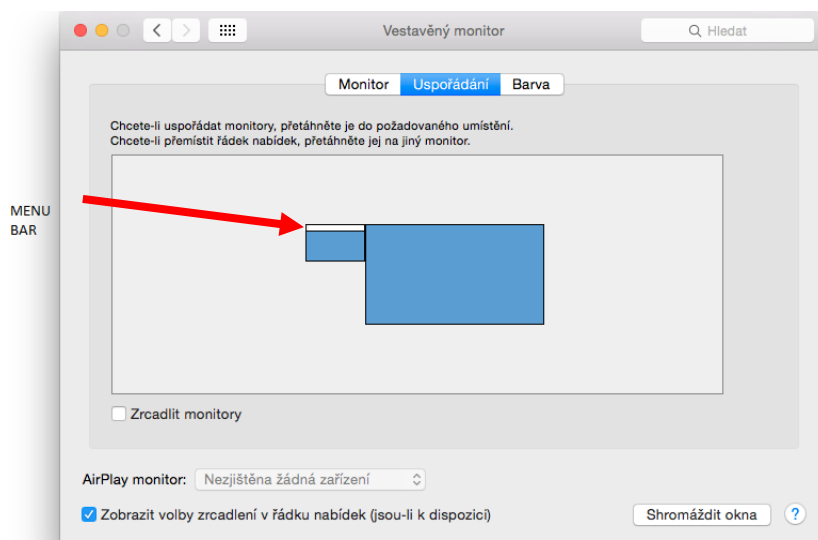 Vestavěný monitor
Hledat
Monitor Uspořádání Barva
Chcete-li uspořádat monitory, přetáhněte je do požadovaného umístění.
Chcete-li přemístit řádek nabídek, přetáhněte jej na jiný monitor.
MENU
BAR
Zrcadlit monitory
AirPlay monitor: Nezjištěna žádná zařízení
Zobrazit volby zrcadlení v řádku nabídek (jsou-li k dispozici)
Shromáždit okna ?